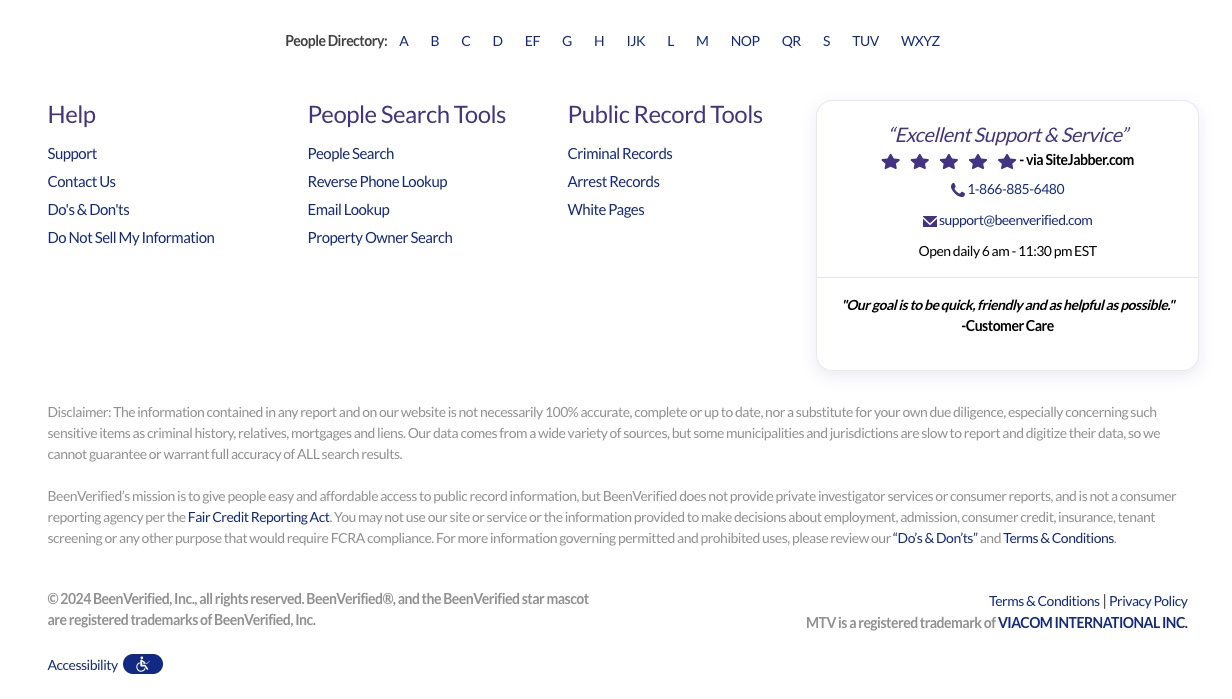 People Directory: A B C D EF G H IJK L M NOP QR S TUV WXYZ
Help
Support
Contact Us
Do's & Don'ts
Do Not Sell My Information
People Search Tools
People Search
Reverse Phone Lookup
Email Lookup
Property Owner Search
Public Record Tools
Criminal Records
Arrest Records
White Pages
“Excellent Support & Service”
- via SiteJabber.com
1-866-885-6480
support@beenverified.com
Open daily 6 am - 11:30 pm EST
"Our goal is to be quick, friendly and as helpful as possible."
-Customer Care
Disclaimer: The information contained in any report and on our website is not necessarily 100% accurate, complete or up to date, nor a substitute for your own due diligence, especially concerning such
sensitive items as criminal history, relatives, mortgages and liens. Our data comes from a wide variety of sources, but some municipalities and jurisdictions are slow to report and digitize their data, so we
cannot guarantee or warrant full accuracy of ALL search results.
BeenVerified’s mission is to give people easy and affordable access to public record information, but BeenVerified does not provide private investigator services or consumer reports, and is not a consumer
reporting agency per the Fair Credit Reporting Act. You may not use our site or service or the information provided to make decisions about employment, admission, consumer credit, insurance, tenant
screening or any other purpose that would require FCRA compliance. For more information governing permitted and prohibited uses, please review our “Do’s & Don’ts” and Terms & Conditions.
© 2024 BeenVerified, Inc., all rights reserved. BeenVerified®, and the BeenVerified star mascot
are registered trademarks of BeenVerified, Inc.
Terms & Conditions | Privacy Policy
MTV is a registered trademark of VIACOM INTERNATIONAL INC.
Accessibility